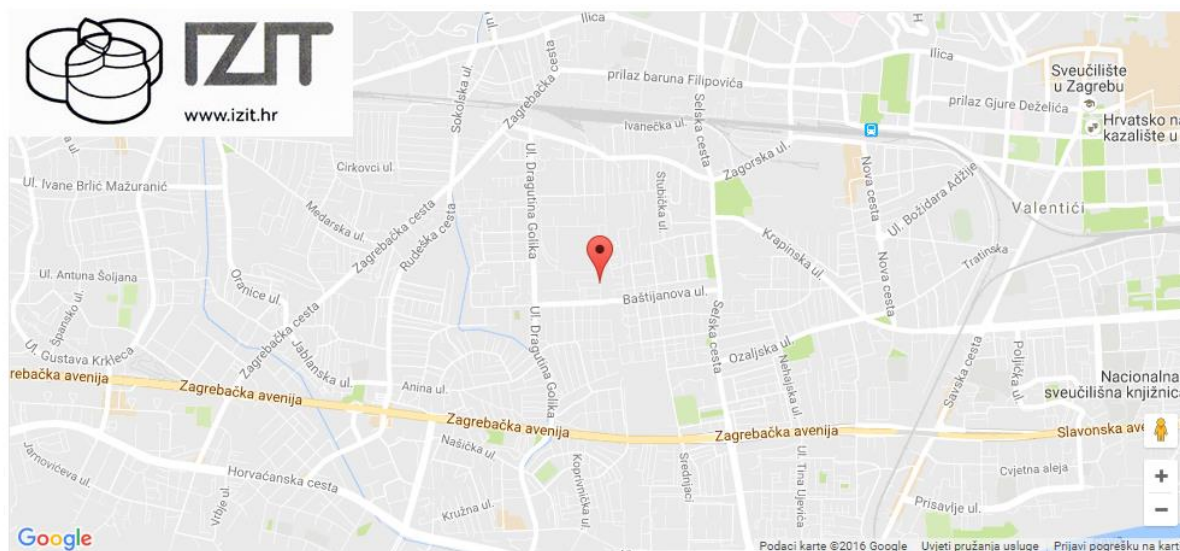 IZIT
www.izit.hr
Ilica
Ilica
H
Sokolska ul.
Zagrebačka cesta
prilaz baruna Filipovića
Selska cesta
Sveučilište
u Zagrebu
prilaz Gjure Deželića
Hrvatsko na
kazalište u
Ivanečka ul.
Zagorska ul.
Ul. Dragutina Golika
Cirkovci ul.
Stubička ul.
Nova cesta
Ul. Božidara Adžije
Ul. Ivane Brlić Mažuranić
Medarska ul.
Zagrebačka cesta
Rudeška cesta
Valentići
Krapinska ul.
Tratinska
Nova cesta
Ul. Antuna Šoljana
Oranice ul.
Baštijanova ul.
Špansko ul.
Zagrebačka cesta
Ul. Dragutina Golika
Selska cesta
Ul. Gustava Krkleca
Jablanska ul.
Ozaljska ul.
Nehajska ul.
Savska cesta
Poljička ul.
Nacionalna
sveučilišna knjižnic
rebačka avenija
Zagrebačka avenija
Anina ul.
Zagrebačka avenija
Zagrebačka avenija
Slavonska ave
Našička ul.
Jarnovićeva ul.
Horvaćanska cesta
Vrbje ul.
Koprivnička ul.
Srednjaci
Ul. Tina Ujevića
Cvjetna aleja
Kružna ul.
Prisavlje ul.
Google
Podaci karte ©2016 Google Uvjeti pružanja usluge Prijavi pogrešku na kart